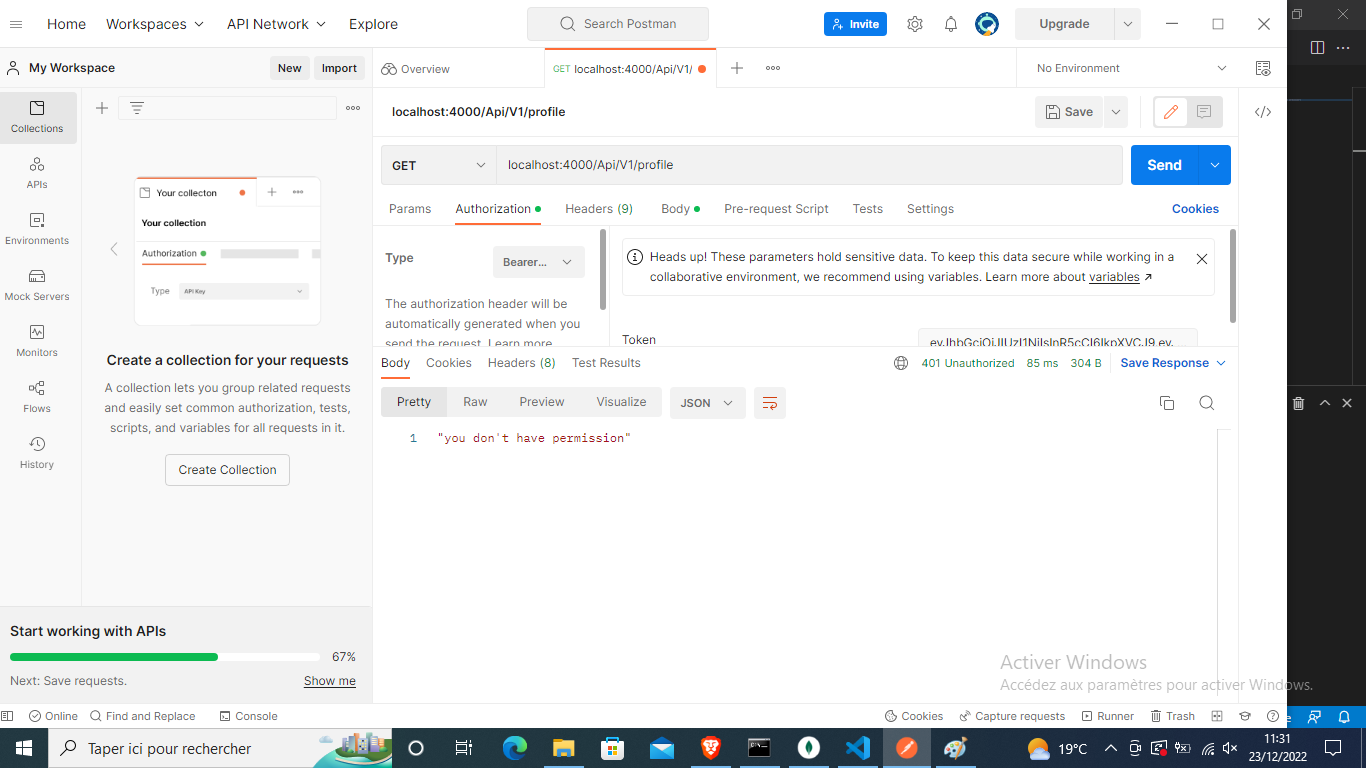 Home Workspaces API Network Explore Search Postman Invite Upgrade
My Workspace New Import Overview GET localhost:4000/Api/V1/ No Environment
localhost:4000/Api/V1/profile Save
Collections
APIs
Environments
Mock Servers
Monitors
Flows
History
Your collecton
Your collection
Authorization
Type API Key
Create a collection for your requests
A collection lets you group related requests
and easily set common authorization, tests,
scripts, and variables for all requests in it.
Create Collection
Start working with APIs
67%
Next: Save requests. Show me
GET localhost:4000/Api/V1/profile Send
Params Authorization Headers (9) Body Pre-request Script Tests Settings Cookies
Type Bearer...
The authorization header will be
automatically generated when you
send the request. Learn more
Heads up! These parameters hold sensitive data. To keep this data secure while working in a
collaborative environment, we recommend using variables. Learn more about variables
Token
Body Cookies Headers (8) Test Results 401 Unauthorized 85 ms 304 B Save Response
Pretty Raw Preview Visualize JSON
1 "you don't have permission"
Activer Windows
Accédez aux paramètres pour activer Windows.
Online Find and Replace Console Cookies Capture requests Runner Trash
Taper ici pour rechercher 19°C 11:31
23/12/2022